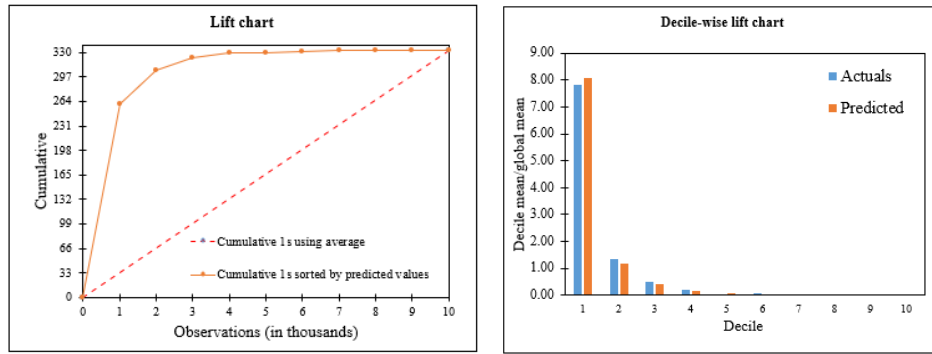 Lift chart
330
297
264
231
198
165
132
99
66
33
0
Cumulative
Cumulative 1s using average
Cumulative 1s sorted by predicted values
0 1 2 3 4 5 6 7 8 9 10
Observations (in thousands)
Decile-wise lift chart
9.00
8.00
7.00
6.00
5.00
4.00
3.00
2.00
1.00
0.00
Decile mean/global mean
Actuals
Predicted
1 2 3 4 5 6 7 8 9 10
Decile